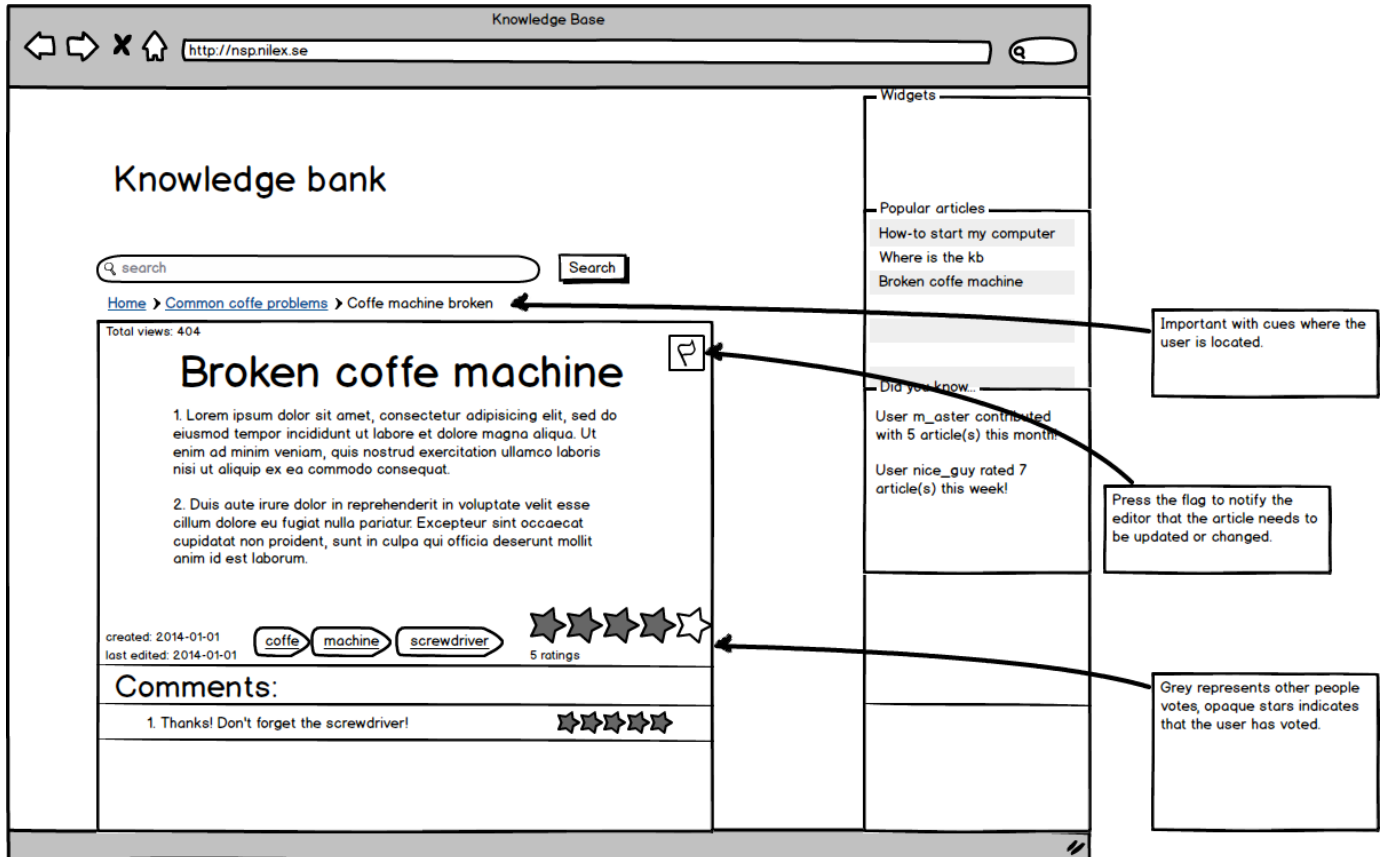 Knowledge Base
http://nsp.nilex.se
Widgets
Knowledge bank
Popular articles
How-to start my computer
Where is the kb
Broken coffe machine
search
Search
Home > Common coffe problems > Coffe machine broken
Important with cues where the
user is located.
Total views: 404
Broken coffe machine
1. Lorem ipsum dolor sit amet, consectetur adipisicing elit, sed do
eiusmod tempor incididunt ut labore et dolore magna aliqua. Ut
enim ad minim veniam, quis nostrud exercitation ullamco laboris
nisi ut aliquip ex ea commodo consequat.
2. Duis aute irure dolor in reprehenderit in voluptate velit esse
cillum dolore eu fugiat nulla pariatur. Excepteur sint occaecat
cupidatat non proident, sunt in culpa qui officia deserunt mollit
anim id est laborum.
Did you know...
User m_aster contributed
with 5 article(s) this month!
User nice_guy rated 7
article(s) this week!
Press the flag to notify the
editor that the article needs to
be updated or changed.
created: 2014-01-01
last edited: 2014-01-01
coffe
machine
screwdriver
5 ratings
Comments:
1. Thanks! Don't forget the screwdriver!
Grey represents other people
votes, opaque stars indicates
that the user has voted.